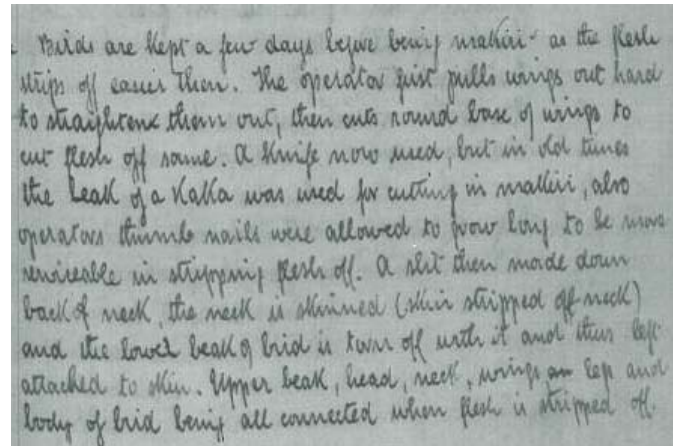 Birds are kept a few days before being makiri - as the flesh
strips off easier then. The operator first pulls wings out hard
to straighten them out, then cuts round base of wings to
cut flesh off same. A knife now used, but in old times
the beak of a Kaka was used for cutting in makiri, also
operators thumb nails were allowed to grow long to be more
serviceable in stripping flesh off. A slit then made down
back of neck, the neck is skinned (skin stripped off neck)
and the lower beak of brid is torn off with it and thus left
attached to skin. Upper beak, head, neck, wings legs and
body of brid being all connected when flesh is stripped off.